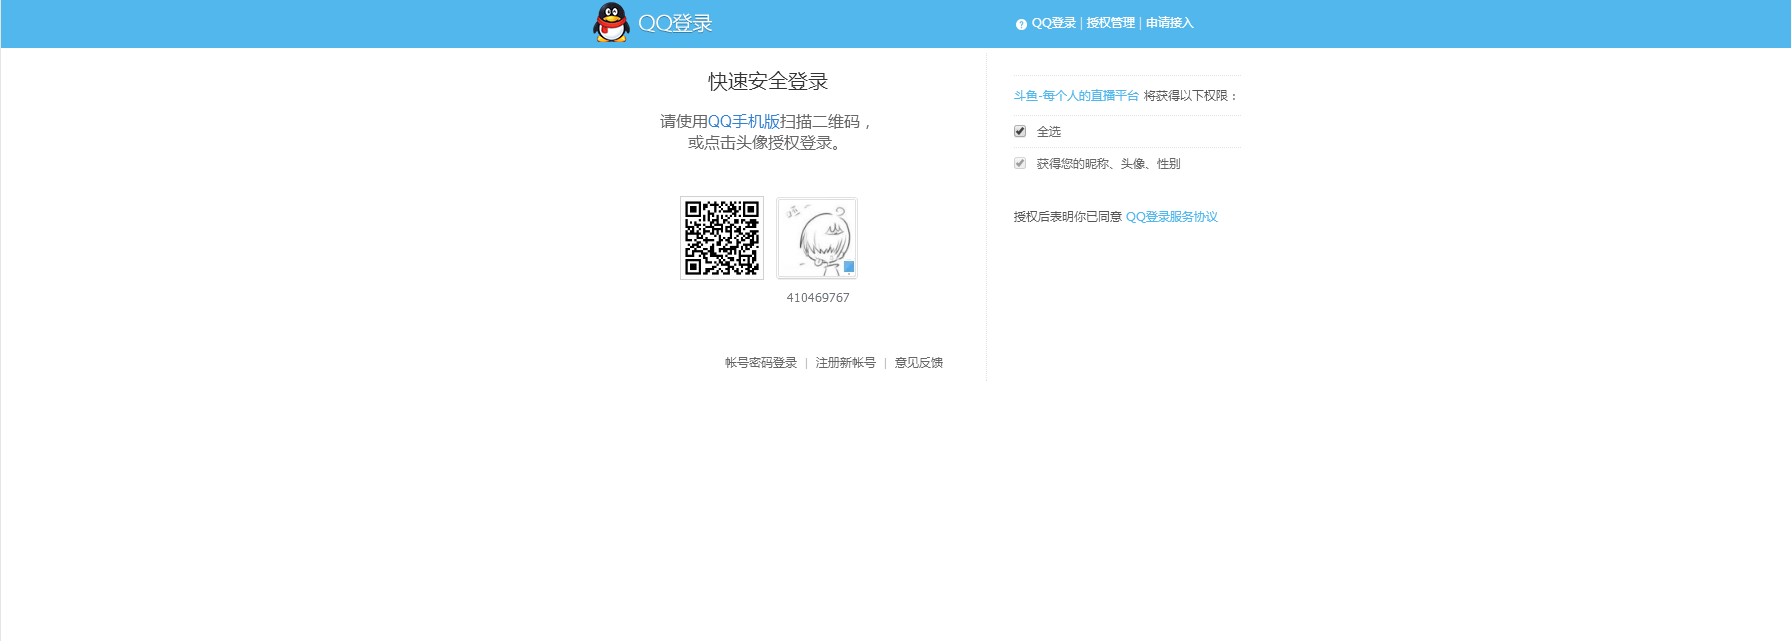 QQ登录
QQ登录 | 授权管理 | 申请接入
快速安全登录
请使用QQ手机版扫描二维码，
或点击头像授权登录。
410469767
帐号密码登录 | 注册新帐号 | 意见反馈
斗鱼-每个人的直播平台 将获得以下权限：
全选
获得您的昵称、头像、性别
授权后表明你已同意 QQ登录服务协议